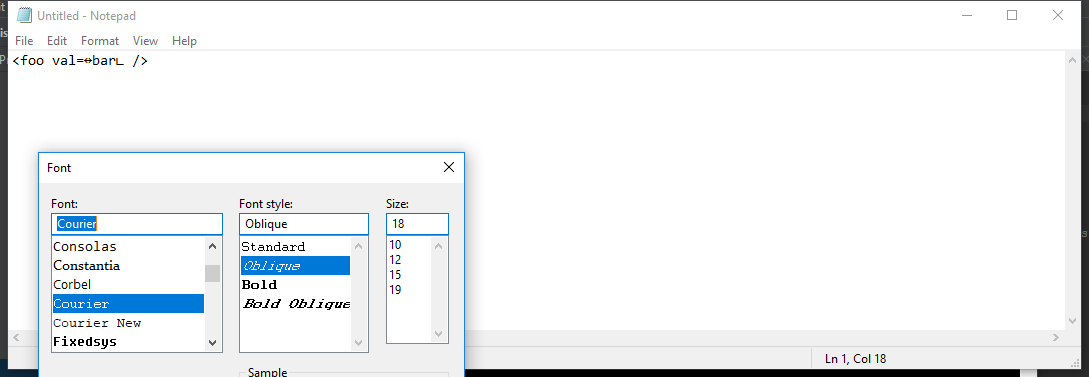 Untitled - Notepad
File Edit Format View Help
<foo val=↔bar∟ />
Font
Font: Font style: Size:
Courier Oblique 18
Consolas Standard 10
Constantia Oblique 12
Corbel Bold 15
Courier Bold Oblique 19
Courier New
Fixedsys
Ln 1, Col 18
Sample